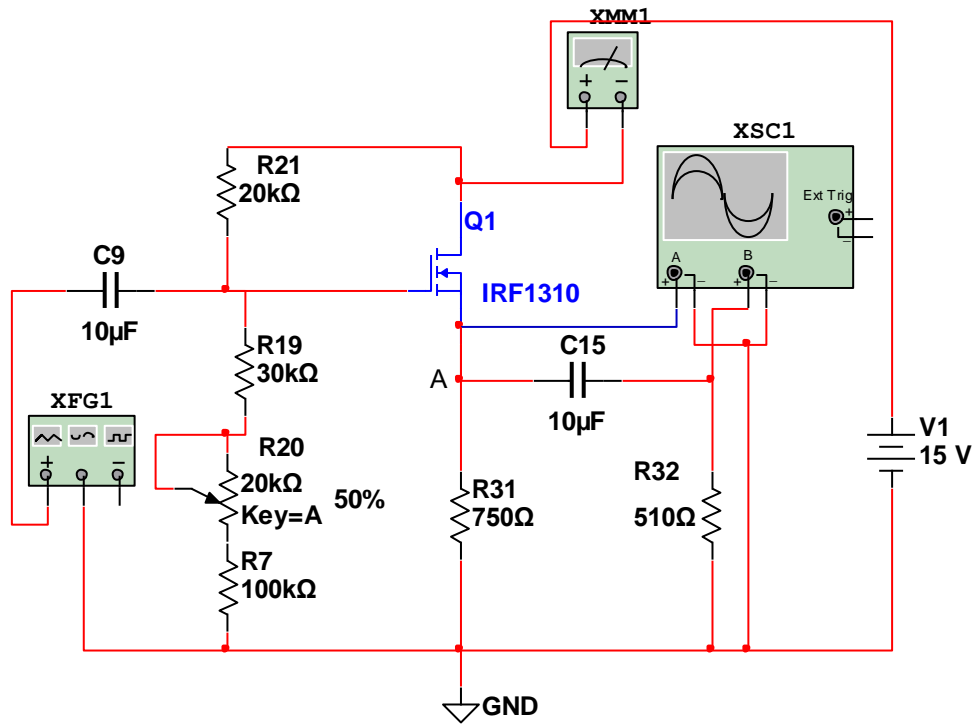 XMM1
+ −
XSC1
Ext Trig
+
−
A B
+ − + −
R21
20kΩ
Q1
IRF1310
C9
10µF
R19
30kΩ
C15
10µF
A
XFG1
+ −
R20
20kΩ
Key=A
50%
R7
100kΩ
R31
750Ω
R32
510Ω
V1
15 V
GND